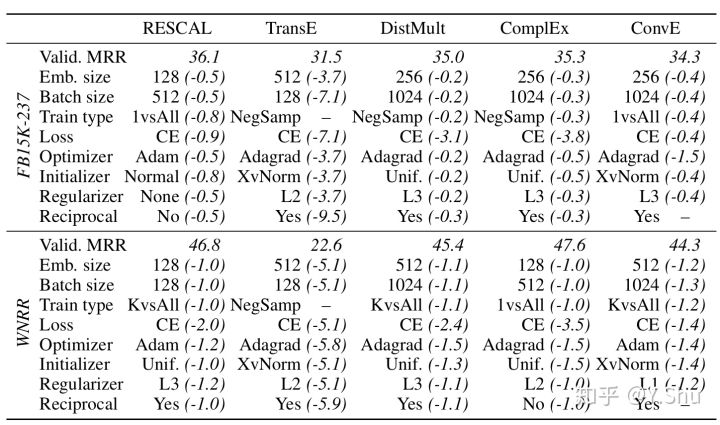 RESCAL TransE DistMult ComplEx ConvE
FB15K-237
Valid. MRR 36.1 31.5 35.0 35.3 34.3
Emb. size 128 (-0.5) 512 (-3.7) 256 (-0.2) 256 (-0.3) 256 (-0.4)
Batch size 512 (-0.5) 128 (-7.1) 1024 (-0.2) 1024 (-0.3) 1024 (-0.4)
Train type 1vsAll (-0.8) NegSamp – NegSamp (-0.2) NegSamp (-0.3) 1vsAll (-0.4)
Loss CE (-0.9) CE (-7.1) CE (-3.1) CE (-3.8) CE (-0.4)
Optimizer Adam (-0.5) Adagrad (-3.7) Adagrad (-0.2) Adagrad (-0.5) Adagrad (-1.5)
Initializer Normal (-0.8) XvNorm (-3.7) Unif. (-0.2) Unif. (-0.5) XvNorm (-0.4)
Regularizer None (-0.5) L2 (-3.7) L3 (-0.2) L3 (-0.3) L3 (-0.4)
Reciprocal No (-0.5) Yes (-9.5) Yes (-0.3) Yes (-0.3) Yes –
WNRR
Valid. MRR 46.8 22.6 45.4 47.6 44.3
Emb. size 128 (-1.0) 512 (-5.1) 512 (-1.1) 128 (-1.0) 512 (-1.2)
Batch size 128 (-1.0) 128 (-5.1) 1024 (-1.1) 512 (-1.0) 1024 (-1.3)
Train type KvsAll (-1.0) NegSamp – KvsAll (-1.1) 1vsAll (-1.0) KvsAll (-1.2)
Loss CE (-2.0) CE (-5.1) CE (-2.4) CE (-3.5) CE (-1.4)
Optimizer Adam (-1.2) Adagrad (-5.8) Adagrad (-1.5) Adagrad (-1.5) Adam (-1.4)
Initializer Unif. (-1.0) XvNorm (-5.1) Unif. (-1.3) Unif. (-1.5) XvNorm (-1.4)
Regularizer L3 (-1.2) L2 (-5.1) L3 (-1.1) L2 (-1.0) L1 (-1.2)
Reciprocal Yes (-1.0) Yes (-5.9) Yes (-1.1) No (-1.0) Yes –
知乎 @Y.Shu